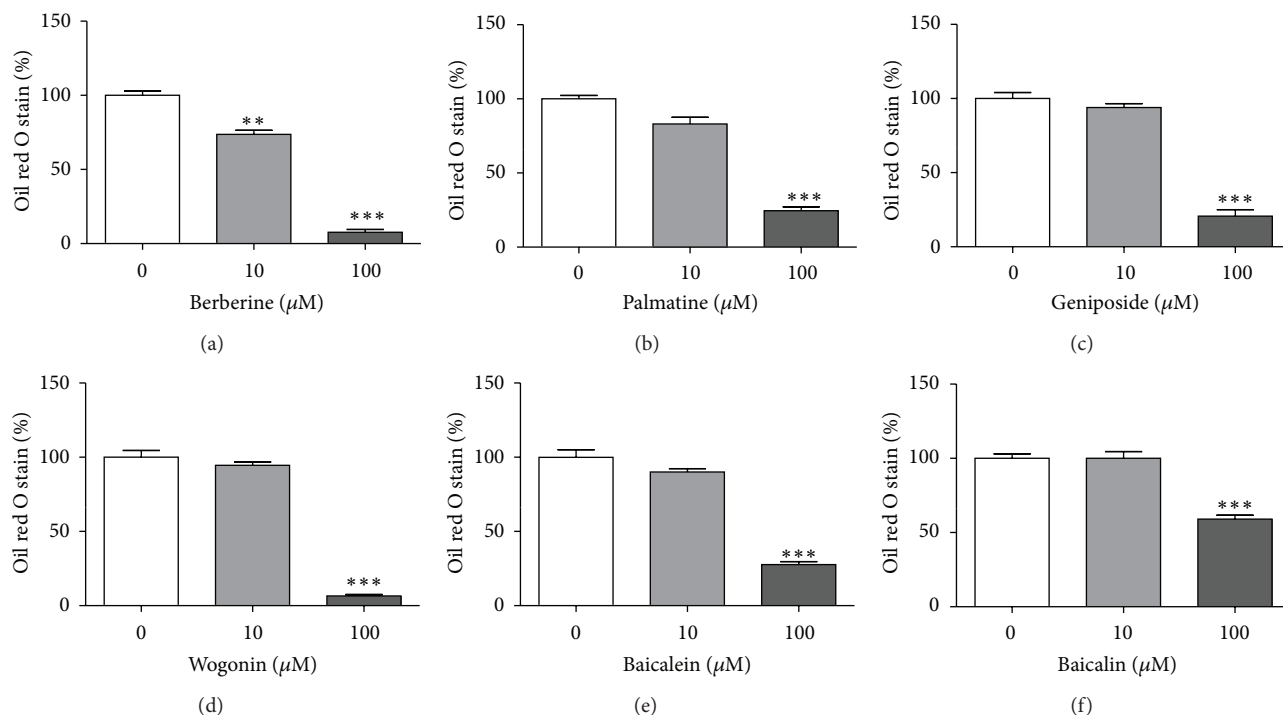 150
100
50
0
Oil red O stain (%)
**
***
0 10 100
Berberine (μM)
(a)
150
100
50
0
Oil red O stain (%)
***
0 10 100
Palmatine (μM)
(b)
150
100
50
0
Oil red O stain (%)
***
0 10 100
Geniposide (μM)
(c)
150
100
50
0
Oil red O stain (%)
***
0 10 100
Wogonin (μM)
(d)
150
100
50
0
Oil red O stain (%)
***
0 10 100
Baicalein (μM)
(e)
150
100
50
0
Oil red O stain (%)
***
0 10 100
Baicalin (μM)
(f)